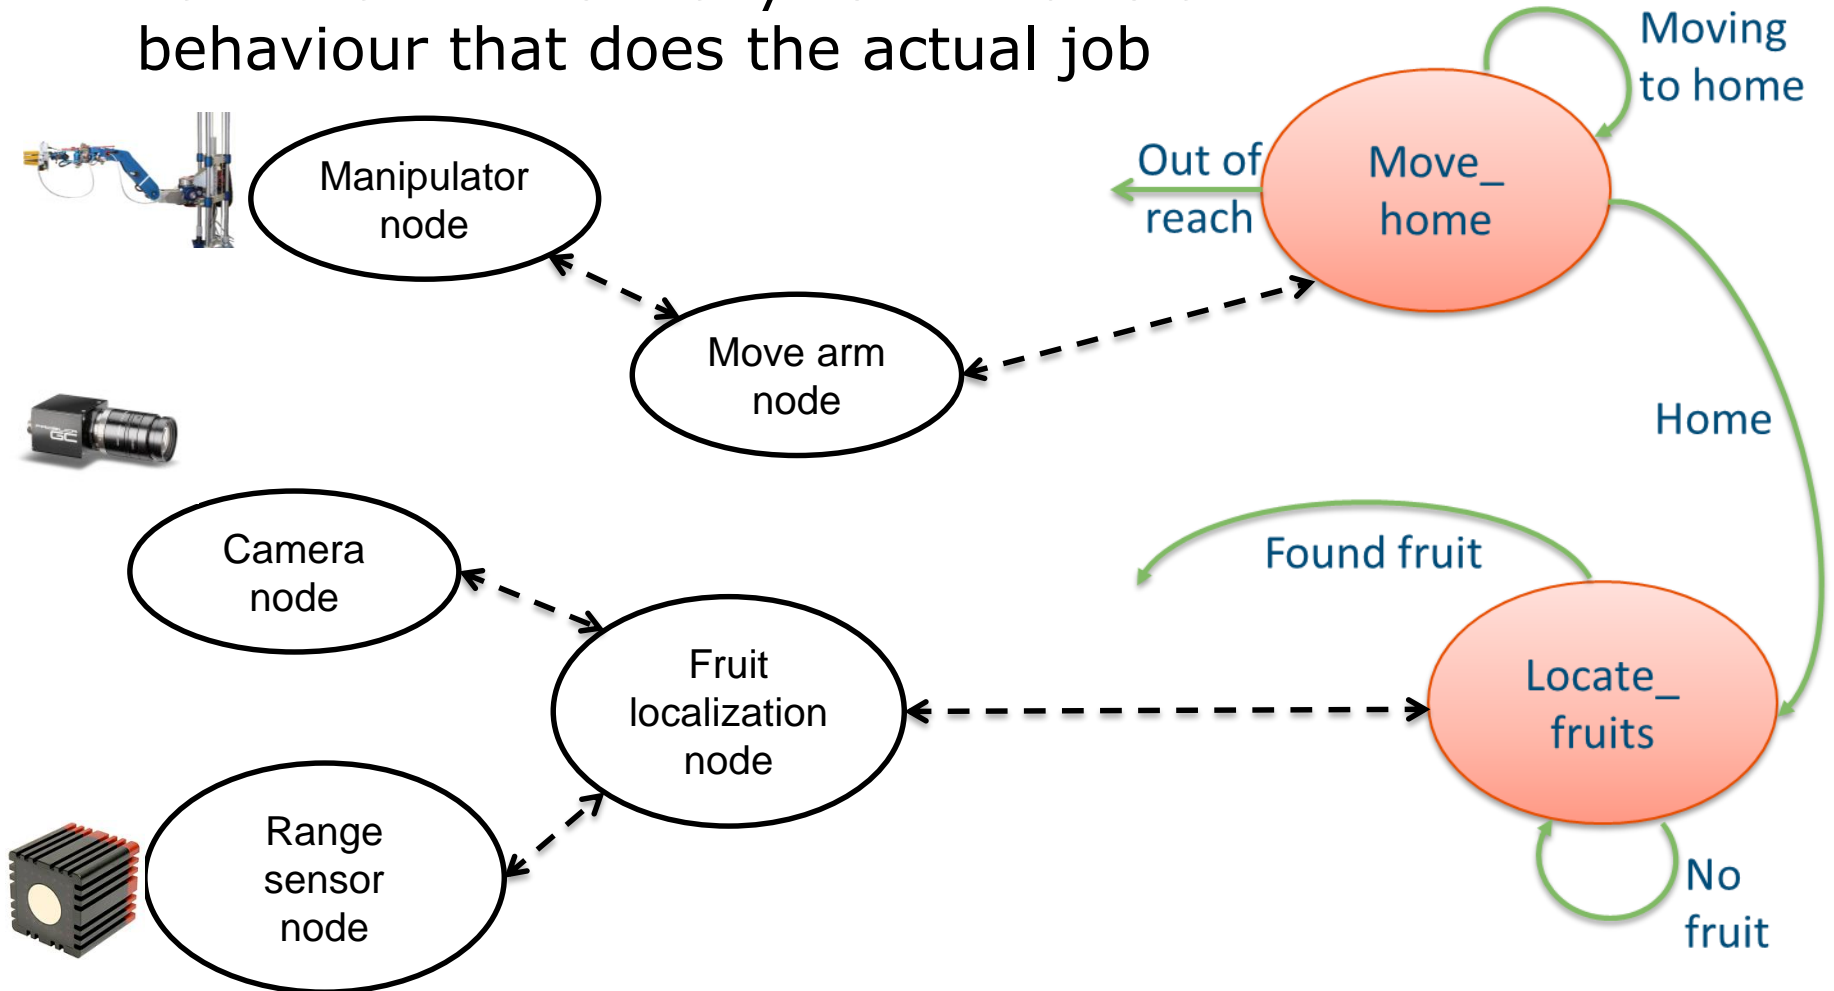 behaviour that does the actual job
Moving
to home
Out of
reach
Move_
home
Manipulator
node
Move arm
node
Home
GC
Camera
node
Found fruit
Fruit
localization
node
Locate_
fruits
Range
sensor
node
No
fruit